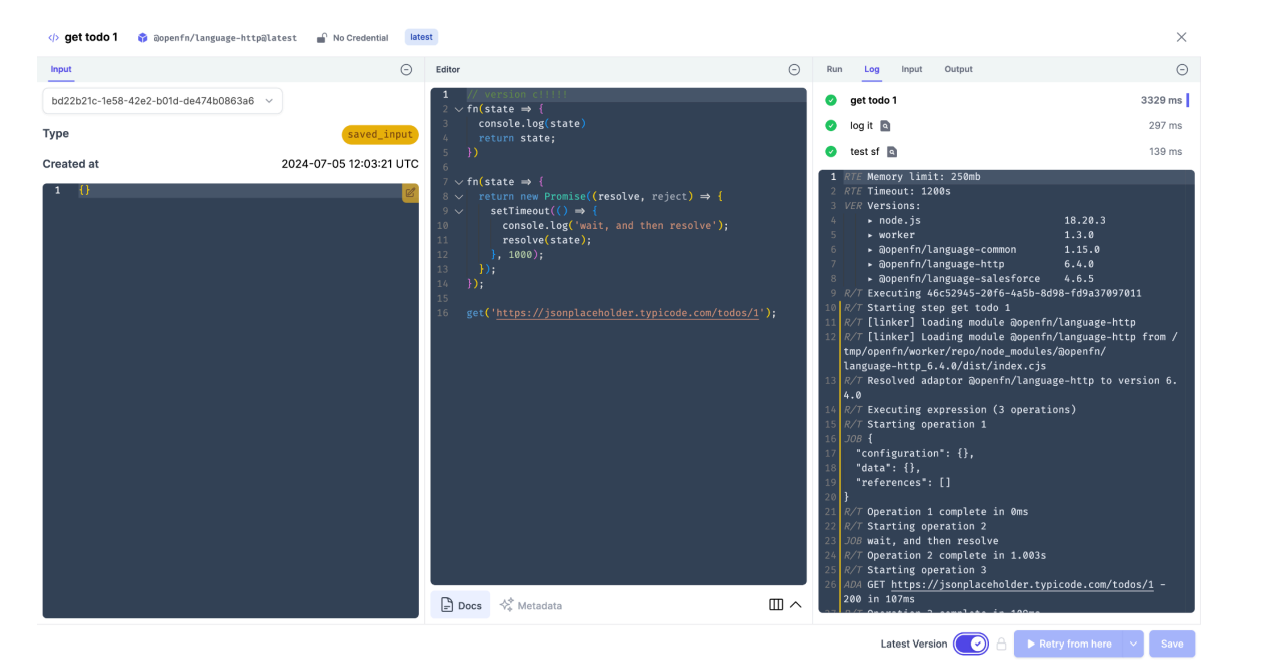 </> get todo 1 @openfn/language-http@latest No Credential latest
Input
bd22b21c-1e58-42e2-b01d-de474b0863a6
Type saved_input
Created at 2024-07-05 12:03:21 UTC
1 {}
Editor
1 // version c!!!!!
2 fn(state ⇒ {
3 console.log(state)
4 return state;
5 })
6
7 fn(state ⇒ {
8 return new Promise((resolve, reject) ⇒ {
9 setTimeout(() ⇒ {
10 console.log('wait, and then resolve');
11 resolve(state);
12 }, 1000);
13 });
14 });
15
16 get('https://jsonplaceholder.typicode.com/todos/1');
Docs Metadata
Run Log Input Output
get todo 1 3329 ms
log it 297 ms
test sf 139 ms
1 RTE Memory limit: 250mb
2 RTE Timeout: 1200s
3 VER Versions:
4 ▸ node.js 18.20.3
5 ▸ worker 1.3.0
6 ▸ @openfn/language-common 1.15.0
7 ▸ @openfn/language-http 6.4.0
8 ▸ @openfn/language-salesforce 4.6.5
9 R/T Executing 46c52945-20f6-4a5b-8d98-fd9a37097011
10 R/T Starting step get todo 1
11 R/T [linker] loading module @openfn/language-http
12 R/T [linker] Loading module @openfn/language-http from /
tmp/openfn/worker/repo/node_modules/@openfn/
language-http_6.4.0/dist/index.cjs
13 R/T Resolved adaptor @openfn/language-http to version 6.
4.0
14 R/T Executing expression (3 operations)
15 R/T Starting operation 1
16 JOB {
17 "configuration": {},
18 "data": {},
19 "references": []
20 }
21 R/T Operation 1 complete in 0ms
22 R/T Starting operation 2
23 JOB wait, and then resolve
24 R/T Operation 2 complete in 1.003s
25 R/T Starting operation 3
26 ADA GET https://jsonplaceholder.typicode.com/todos/1 -
200 in 107ms
27 R/T Operation 3 complete in
Latest Version Retry from here Save